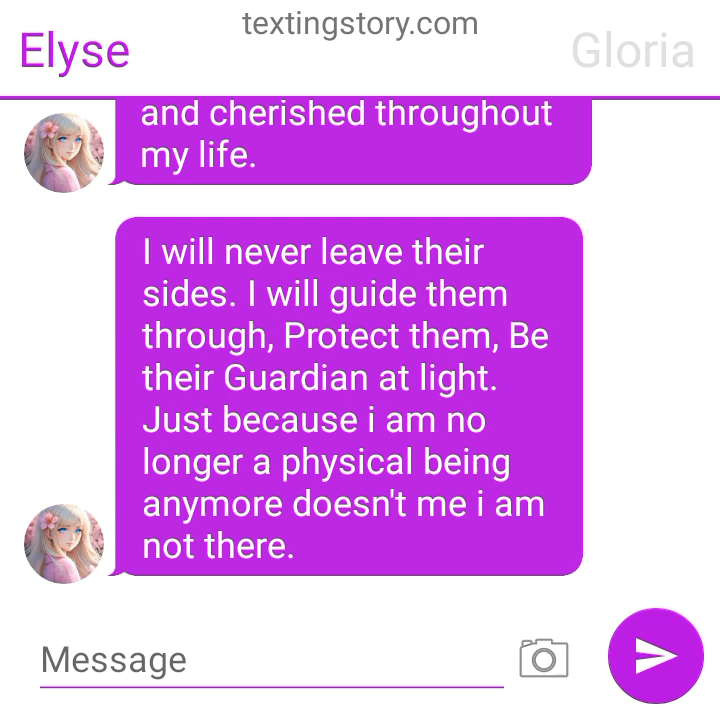 textingstory.com
Elyse
Gloria
and cherished throughout
my life.
I will never leave their
sides. I will guide them
through, Protect them, Be
their Guardian at light.
Just because i am no
longer a physical being
anymore doesn't me i am
not there.
Message